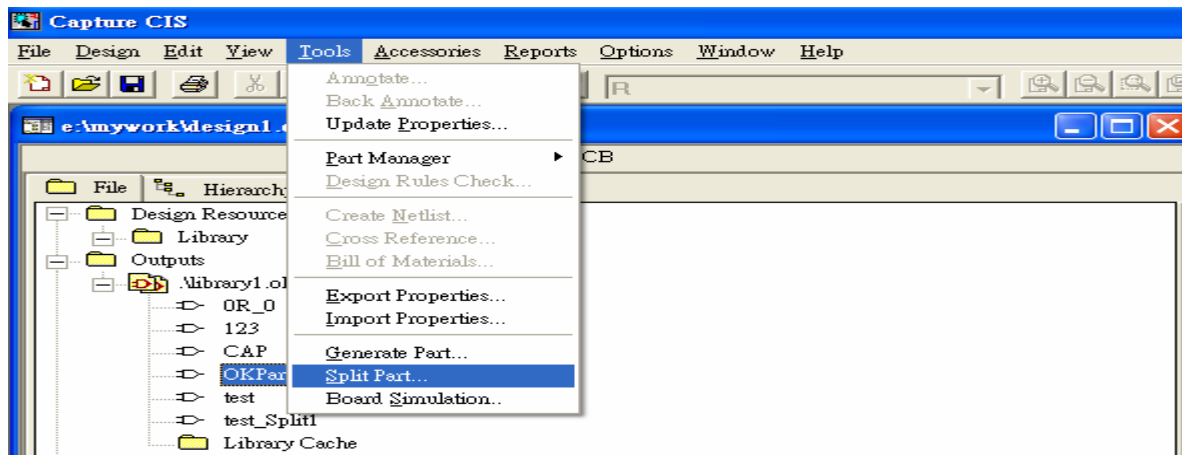 Capture CIS
File Design Edit View Tools Accessories Reports Options Window Help
R
e:\mywork\design1.
CB
File Hierarch
Annotate...
Back Annotate...
Update Properties...
Part Manager
Design Rules Check...
Create Netlist...
Cross Reference...
Bill of Materials...
Export Properties...
Import Properties...
Generate Part...
Split Part...
Board Simulation..
Design Resource
Library
Outputs
.\library1.ol
0R_0
123
CAP
OKPar
test
test_Split1
Library Cache